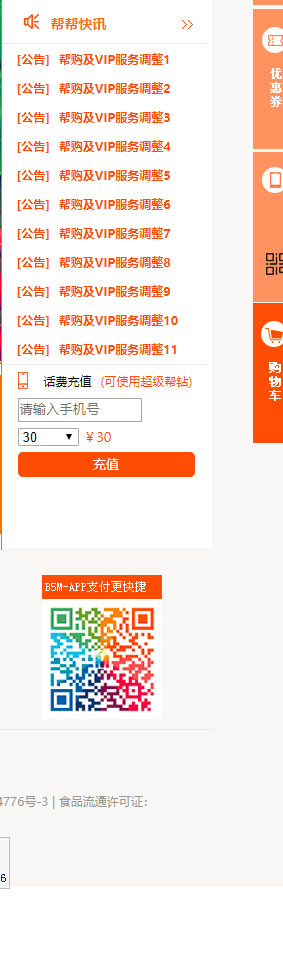 帮帮快讯 >>
[公告] 帮购及VIP服务调整1
[公告] 帮购及VIP服务调整2
[公告] 帮购及VIP服务调整3
[公告] 帮购及VIP服务调整4
[公告] 帮购及VIP服务调整5
[公告] 帮购及VIP服务调整6
[公告] 帮购及VIP服务调整7
[公告] 帮购及VIP服务调整8
[公告] 帮购及VIP服务调整9
[公告] 帮购及VIP服务调整10
[公告] 帮购及VIP服务调整11
话费充值 (可使用超级帮钻)
请输入手机号
30 ▼ ¥30
充值
优惠券
购物车
B5M-APP支付更快捷
4776号-3 | 食品流通许可证:
6